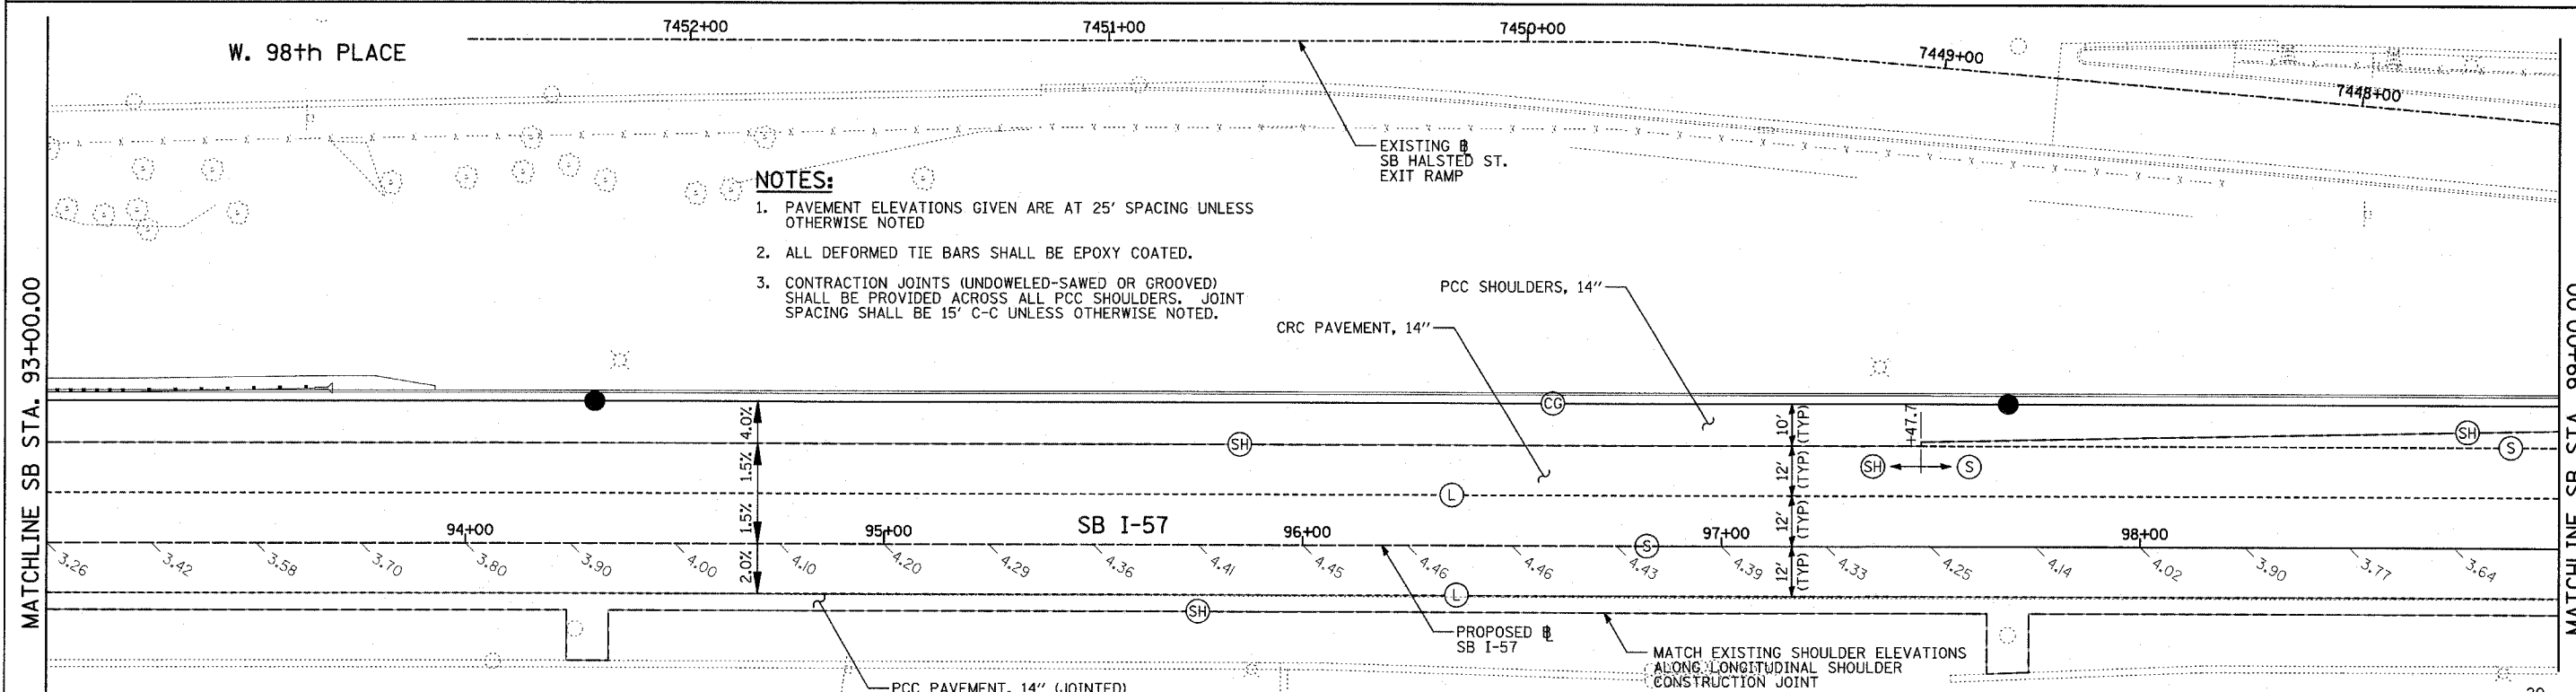 W. 98th PLACE
7452+00
7451+00
7450+00
7449+00
7448+00
EXISTING ℄
SB HALSTED ST.
EXIT RAMP
NOTES:
1. PAVEMENT ELEVATIONS GIVEN ARE AT 25' SPACING UNLESS
OTHERWISE NOTED
2. ALL DEFORMED TIE BARS SHALL BE EPOXY COATED.
3. CONTRACTION JOINTS (UNDOWELED-SAWED OR GROOVED)
SHALL BE PROVIDED ACROSS ALL PCC SHOULDERS. JOINT
SPACING SHALL BE 15' C-C UNLESS OTHERWISE NOTED.
PCC SHOULDERS, 14"
CRC PAVEMENT, 14"
MATCHLINE SB STA. 93+00.00
MATCHLINE SB STA. 99+00.00
CG
4.0%
10'
(TYP)
+47.7
SH
SH
S
1.5%
12'
(TYP)
SH
S
L
1.5%
12'
(TYP)
94+00
95+00
SB I-57
96+00
97+00
98+00
S
3.26
3.42
3.58
3.70
3.80
3.90
4.00
4.10
4.20
4.29
4.36
4.41
4.45
4.46
4.46
4.43
4.39
4.33
4.25
4.14
4.02
3.90
3.77
3.64
2.0%
12'
(TYP)
L
SH
PROPOSED ℄
SB I-57
MATCH EXISTING SHOULDER ELEVATIONS
ALONG LONGITUDINAL SHOULDER
CONSTRUCTION JOINT
PCC PAVEMENT, 14" (JOINTED)